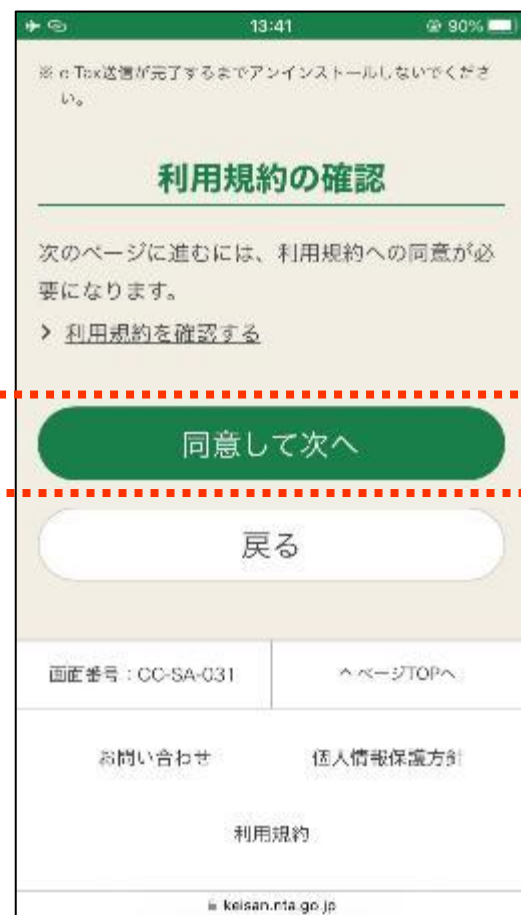 13:41 90%
※ e-Tax送信が完了するまでアンインストールしないでくださ
い。
利用規約の確認
次のページに進むには、利用規約への同意が必
要になります。
> 利用規約を確認する
同意して次へ
戻る
画面番号：CC-SA-031 ^ ページTOPへ
お問い合わせ 個人情報保護方針
利用規約
keisan.nta.go.jp